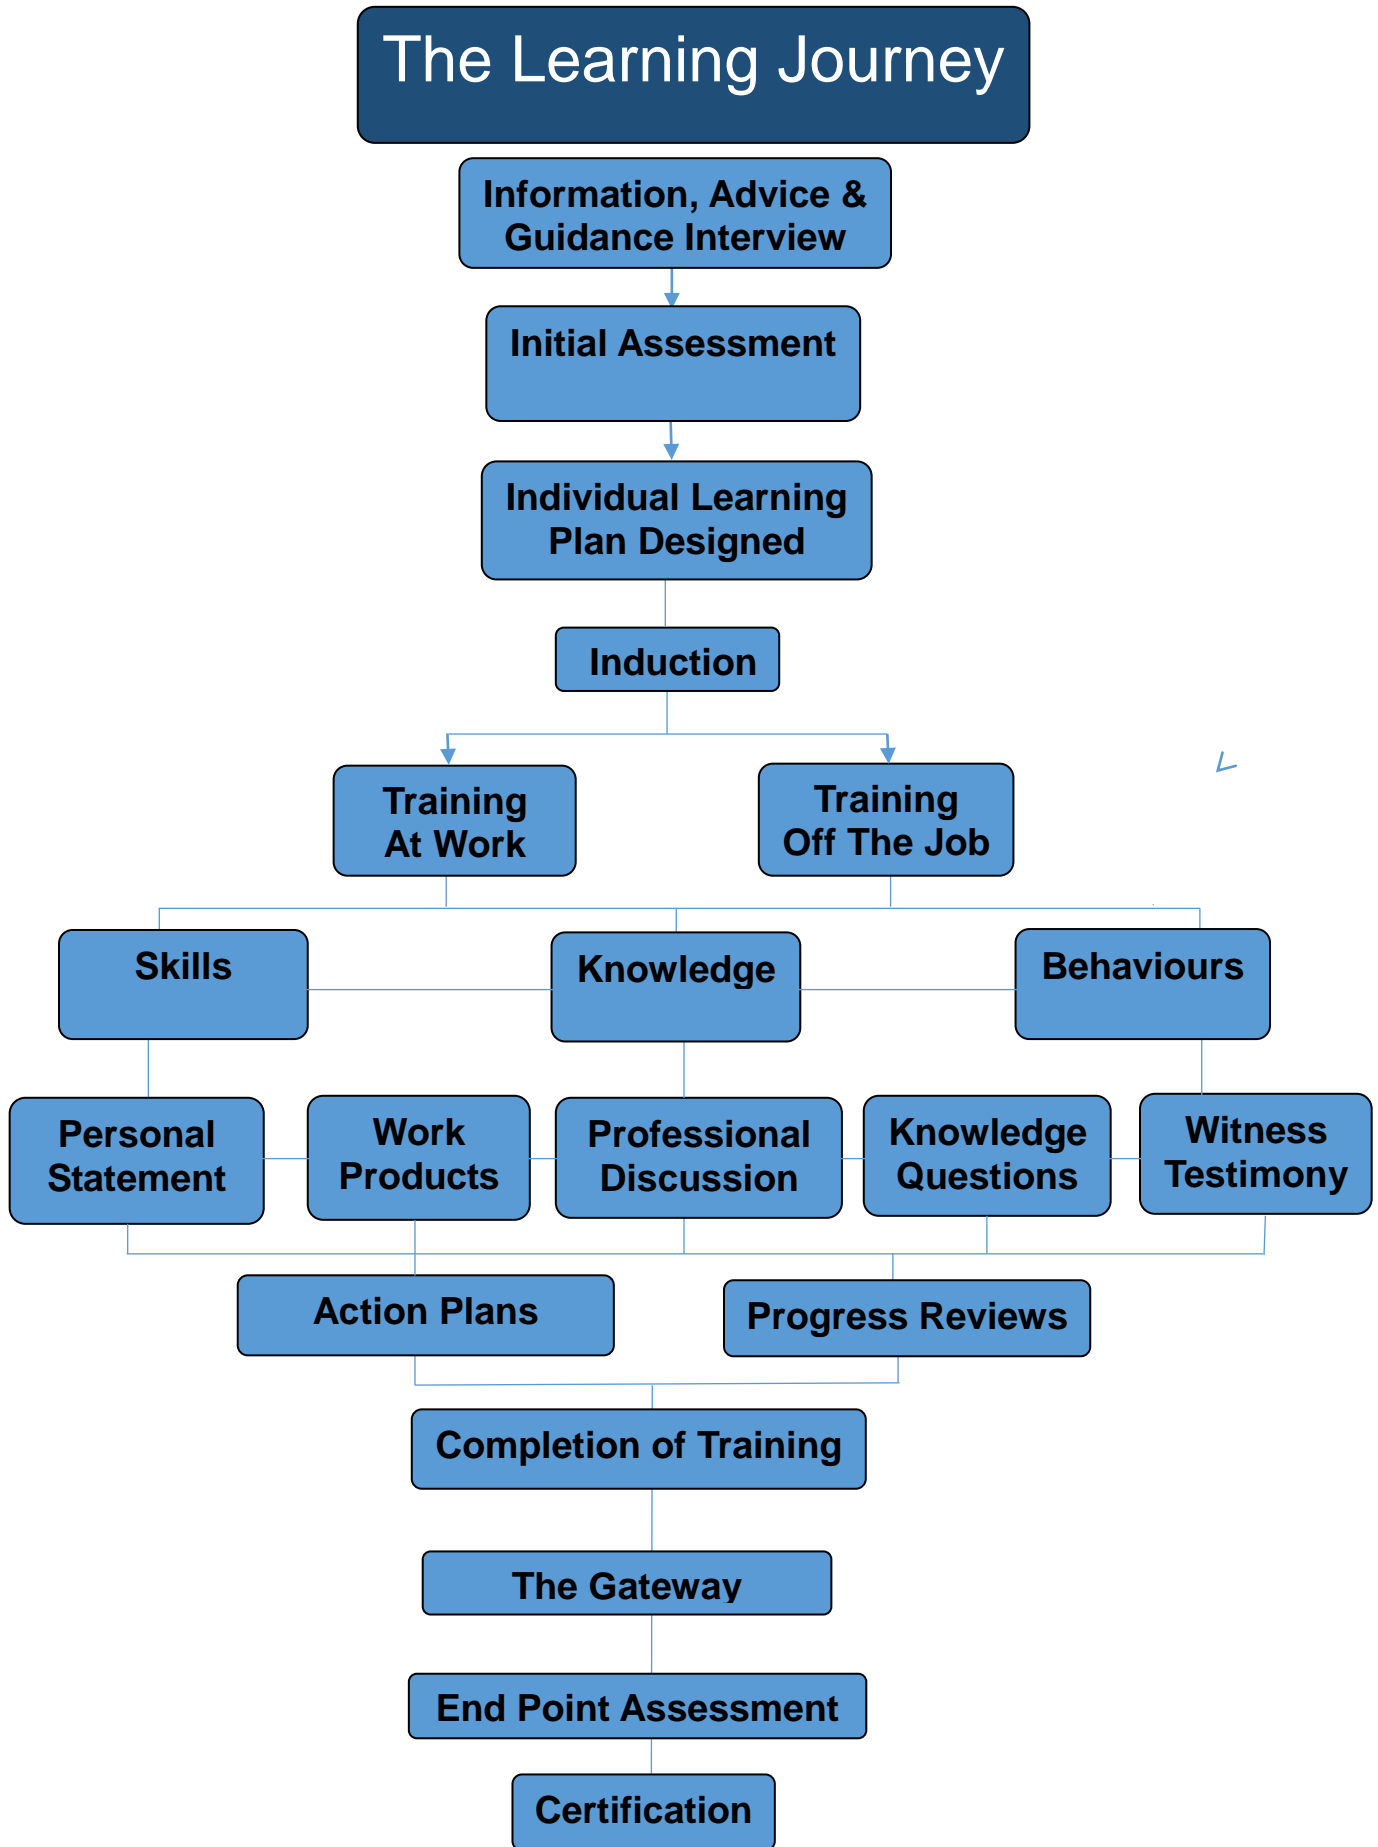 The Learning Journey
Information, Advice &
Guidance Interview
Initial Assessment
Individual Learning
Plan Designed
Induction
Training
At Work
Training
Off The Job
Skills
Knowledge
Behaviours
Personal
Statement
Work
Products
Professional
Discussion
Knowledge
Questions
Witness
Testimony
Action Plans
Progress Reviews
Completion of Training
The Gateway
End Point Assessment
Certification